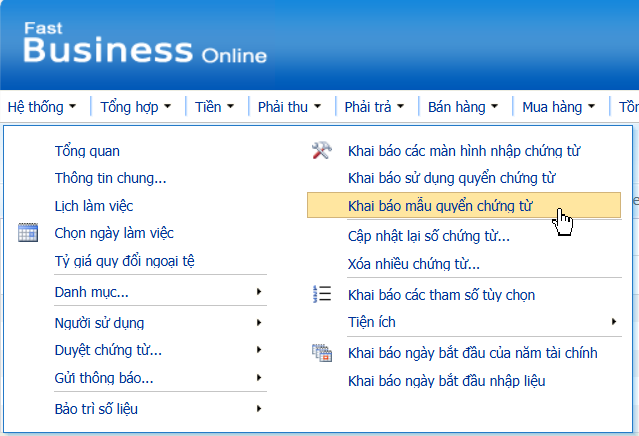 Fast
Business Online
Hệ thống Tổng hợp Tiền Phải thu Phải trả Bán hàng Mua hàng
Tổng quan
Thông tin chung...
Lịch làm việc
Chọn ngày làm việc
Tỷ giá quy đổi ngoại tệ
Danh mục...
Người sử dụng
Duyệt chứng từ...
Gửi thông báo...
Bảo trì số liệu
Khai báo các màn hình nhập chứng từ
Khai báo sử dụng quyển chứng từ
Khai báo mẫu quyển chứng từ
Cập nhật lại số chứng từ...
Xóa nhiều chứng từ...
Khai báo các tham số tùy chọn
Tiện ích
Khai báo ngày bắt đầu của năm tài chính
Khai báo ngày bắt đầu nhập liệu